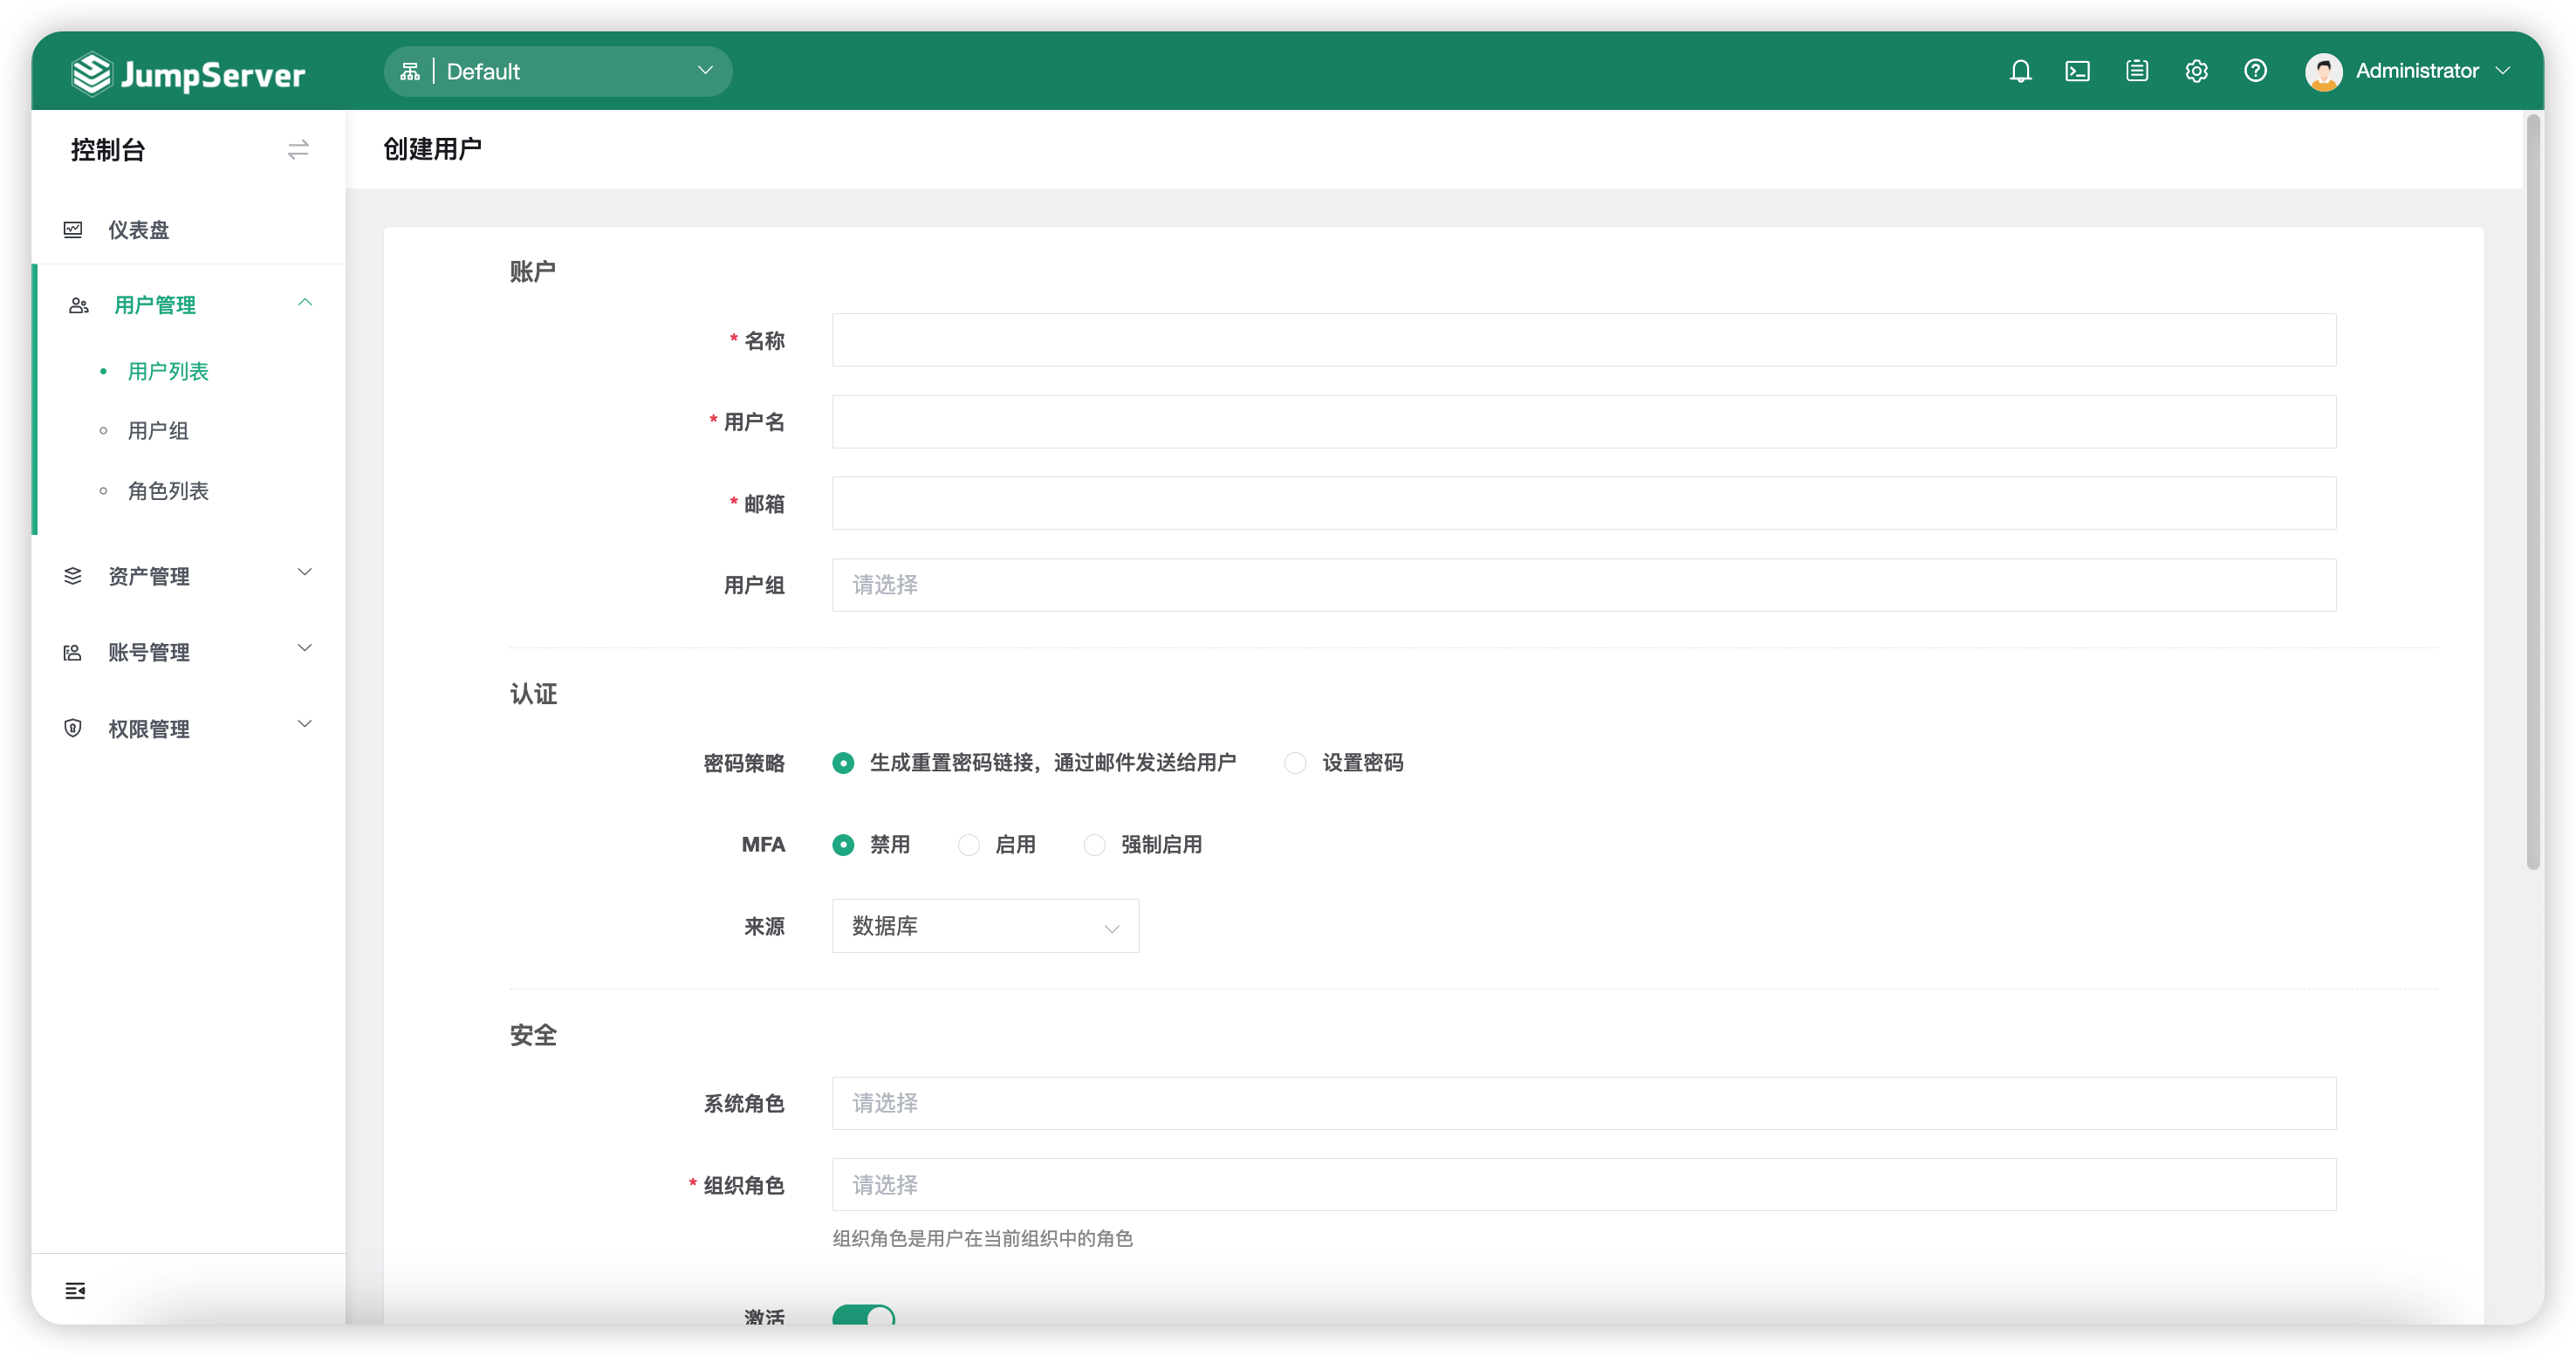 JumpServer
Default
Administrator
控制台
仪表盘
用户管理
用户列表
用户组
角色列表
资产管理
账号管理
权限管理
创建用户
账户
* 名称
* 用户名
* 邮箱
用户组 请选择
认证
密码策略 生成重置密码链接，通过邮件发送给用户 设置密码
MFA 禁用 启用 强制启用
来源 数据库
安全
系统角色 请选择
* 组织角色 请选择
组织角色是用户在当前组织中的角色
激活